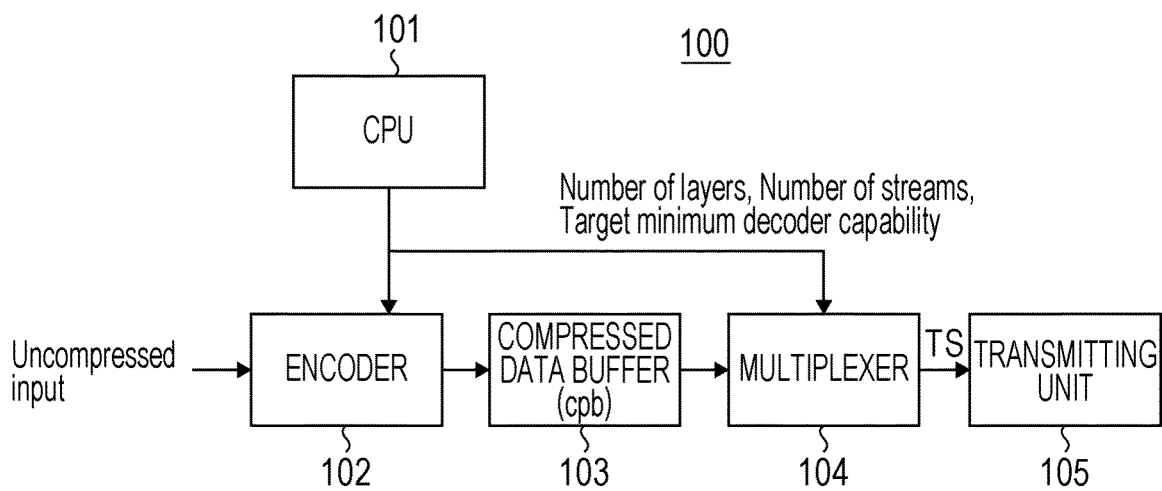 101
100
CPU
Number of layers, Number of streams,
Target minimum decoder capability
Uncompressed
input
ENCODER
COMPRESSED
DATA BUFFER
(cpb)
MULTIPLEXER
TS
TRANSMITTING
UNIT
102
103
104
105